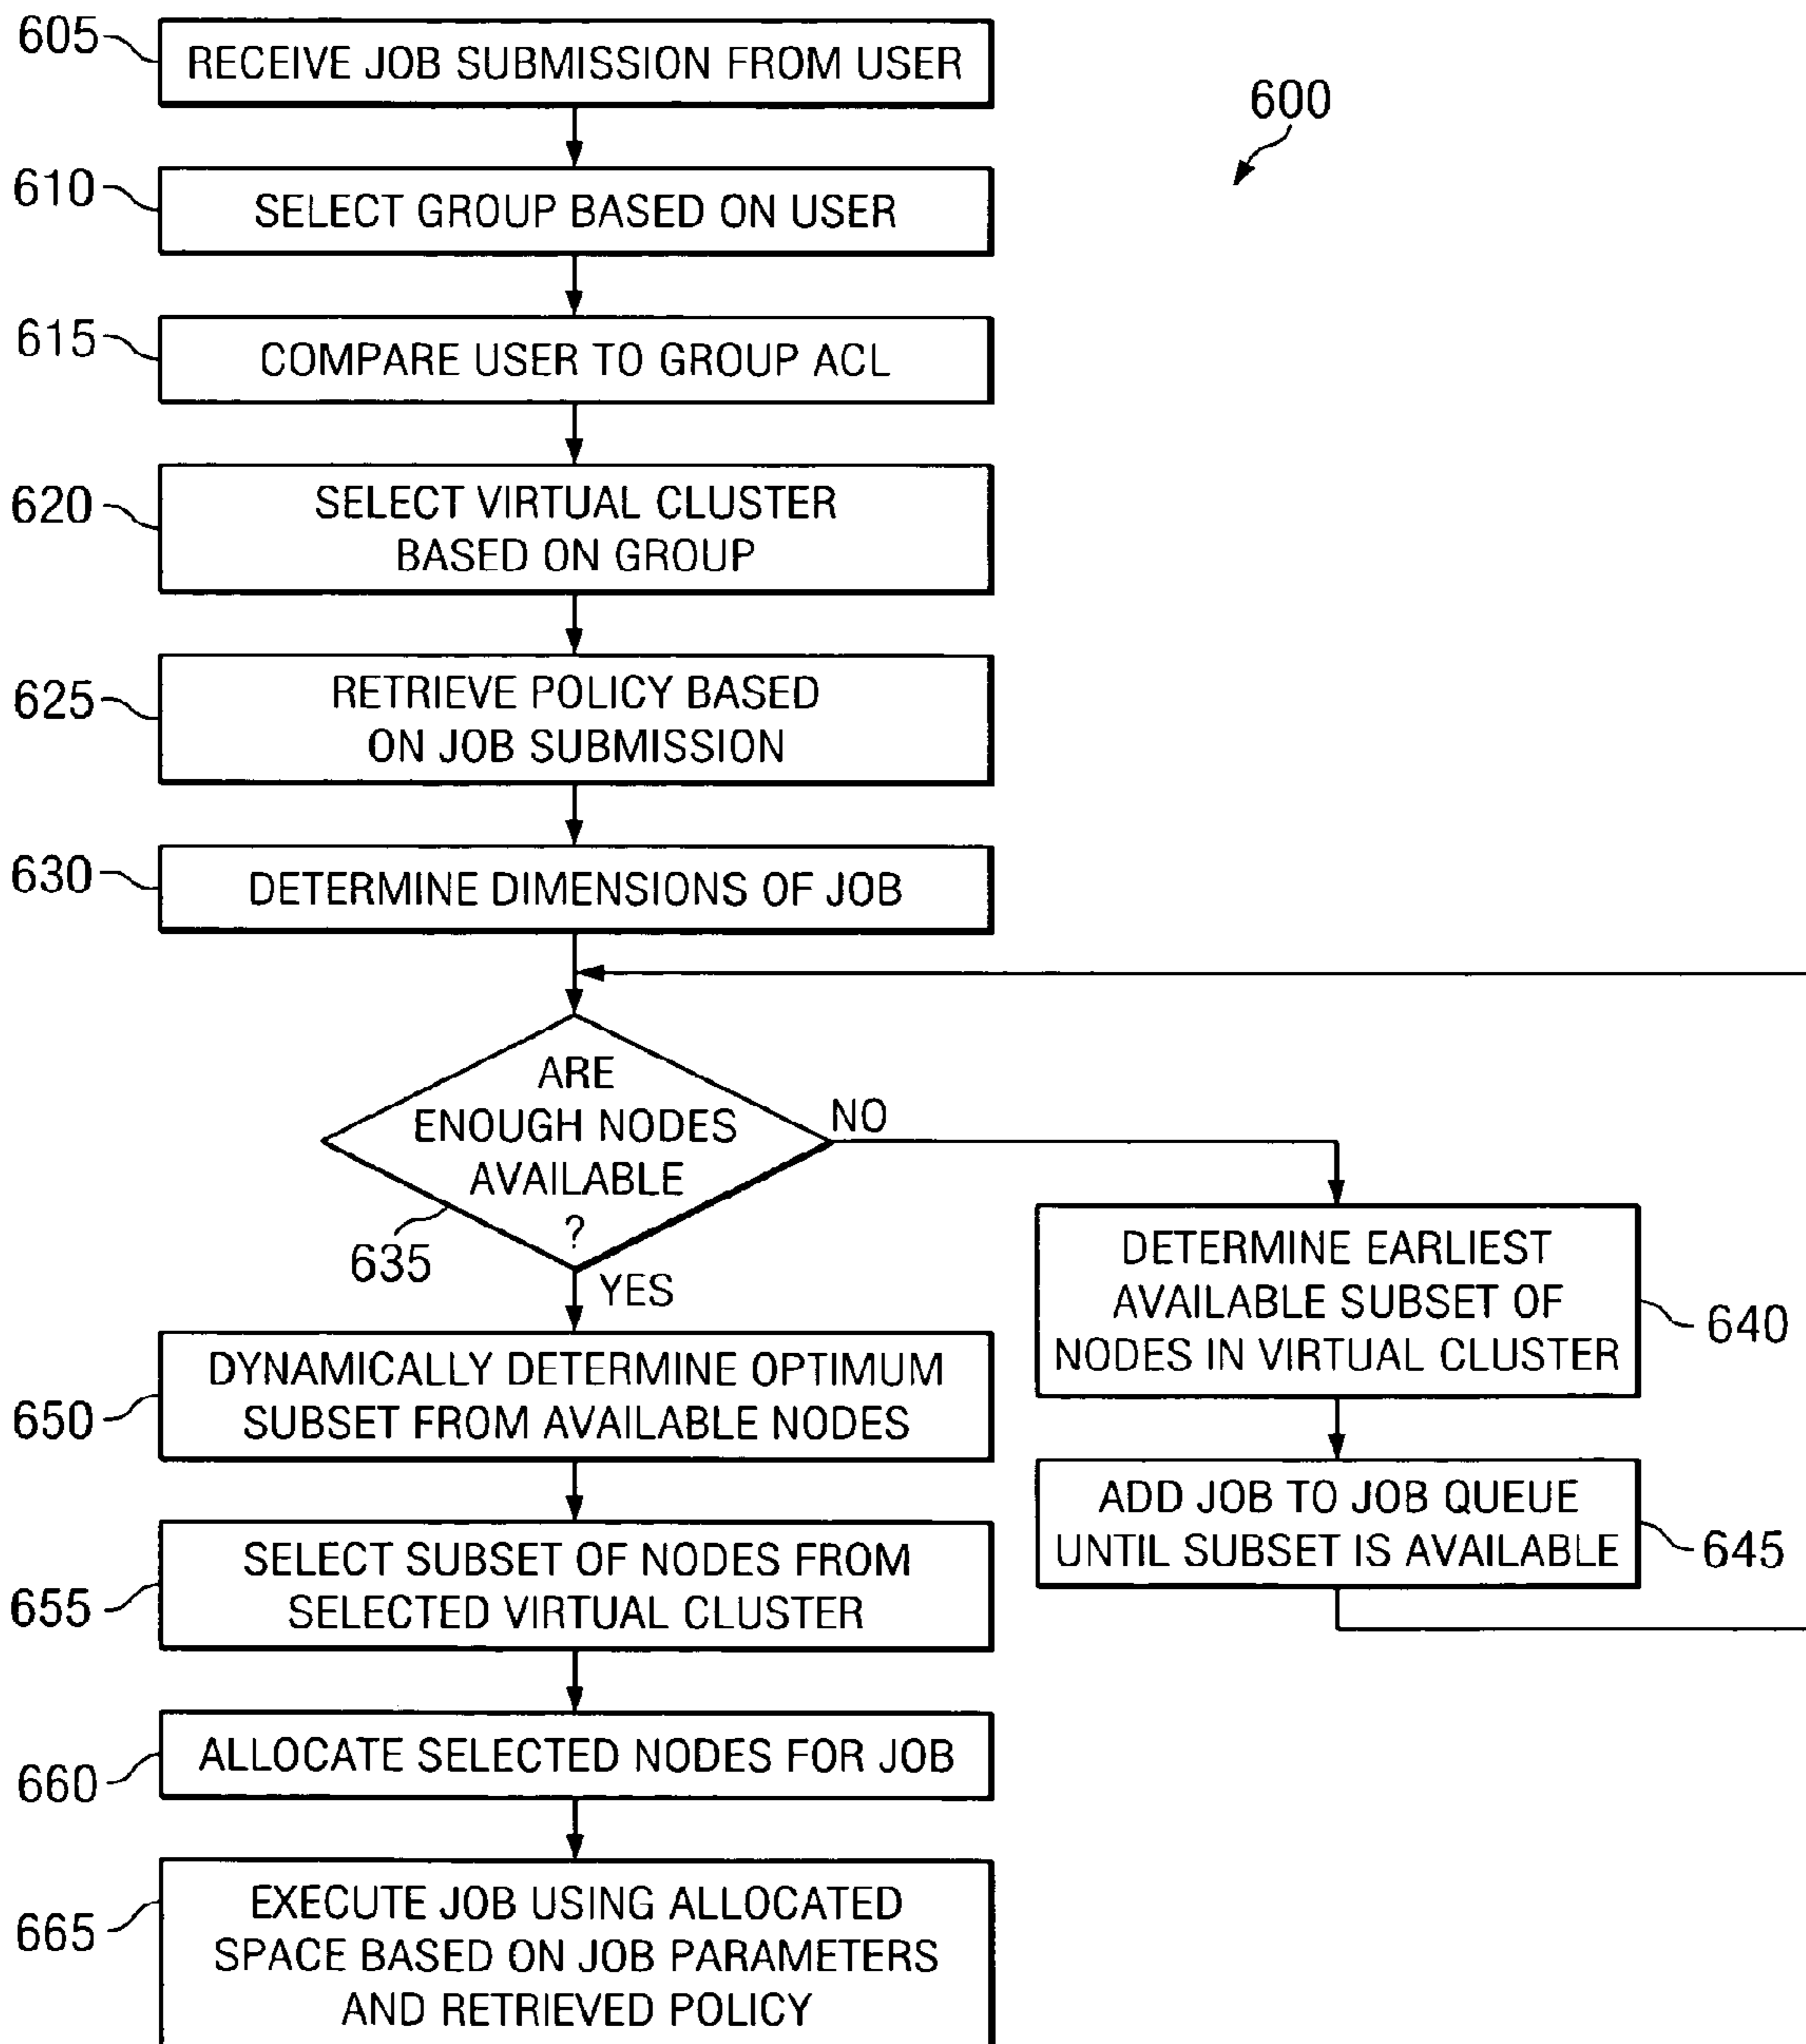 605
RECEIVE JOB SUBMISSION FROM USER
600
610
SELECT GROUP BASED ON USER
615
COMPARE USER TO GROUP ACL
620
SELECT VIRTUAL CLUSTER
BASED ON GROUP
625
RETRIEVE POLICY BASED
ON JOB SUBMISSION
630
DETERMINE DIMENSIONS OF JOB
ARE
ENOUGH NODES
AVAILABLE
?
635
NO
YES
DETERMINE EARLIEST
AVAILABLE SUBSET OF
NODES IN VIRTUAL CLUSTER
640
ADD JOB TO JOB QUEUE
UNTIL SUBSET IS AVAILABLE
645
650
DYNAMICALLY DETERMINE OPTIMUM
SUBSET FROM AVAILABLE NODES
655
SELECT SUBSET OF NODES FROM
SELECTED VIRTUAL CLUSTER
660
ALLOCATE SELECTED NODES FOR JOB
665
EXECUTE JOB USING ALLOCATED
SPACE BASED ON JOB PARAMETERS
AND RETRIEVED POLICY